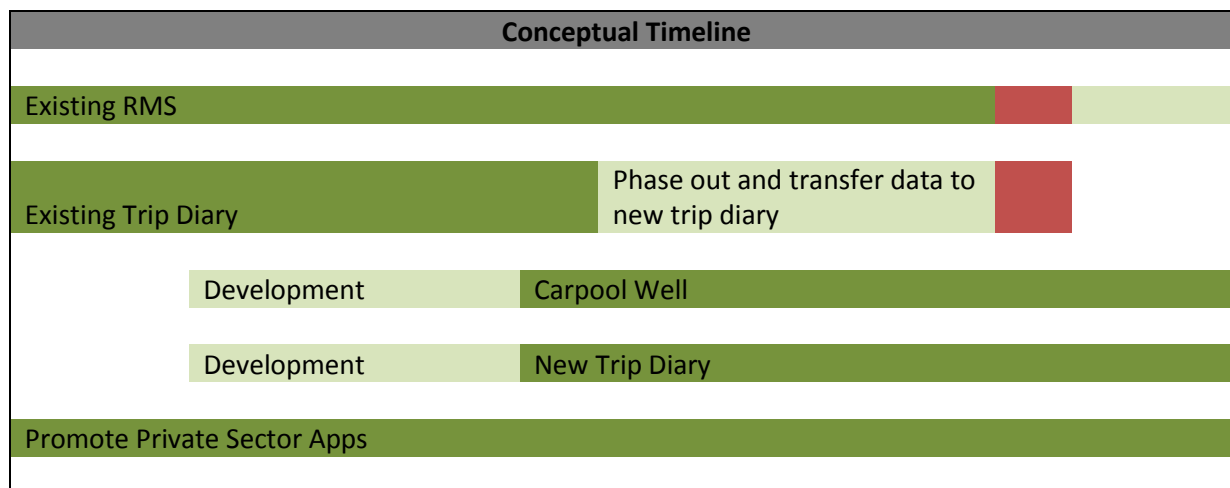 Conceptual Timeline
Existing RMS
Existing Trip Diary
Phase out and transfer data to
new trip diary
Development
Carpool Well
Development
New Trip Diary
Promote Private Sector Apps